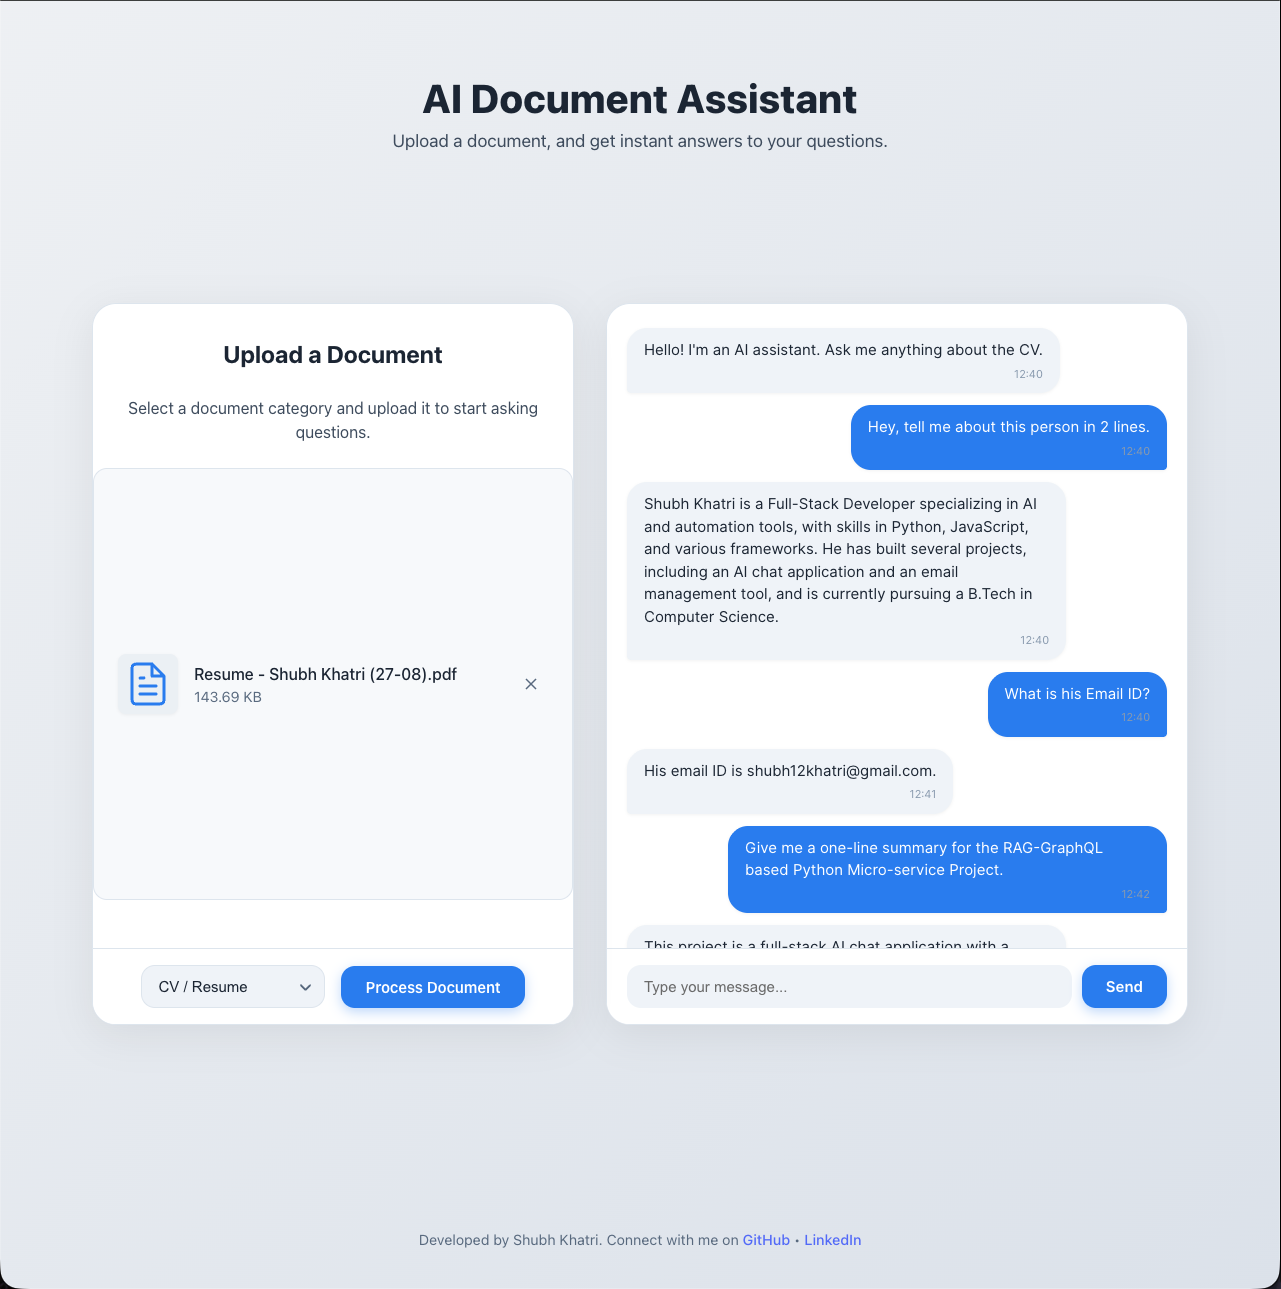 AI Document Assistant
Upload a document, and get instant answers to your questions.
Upload a Document
Select a document category and upload it to start asking
questions.
Resume - Shubh Khatri (27-08).pdf
143.69 KB
CV / Resume
Process Document
Hello! I'm an AI assistant. Ask me anything about the CV.
12:40
Hey, tell me about this person in 2 lines.
12:40
Shubh Khatri is a Full-Stack Developer specializing in AI
and automation tools, with skills in Python, JavaScript,
and various frameworks. He has built several projects,
including an AI chat application and an email
management tool, and is currently pursuing a B.Tech in
Computer Science.
12:40
What is his Email ID?
12:40
His email ID is shubh12khatri@gmail.com.
12:41
Give me a one-line summary for the RAG-GraphQL
based Python Micro-service Project.
12:42
This project is a full-stack AI chat application with a
Type your message...
Send
Developed by Shubh Khatri. Connect with me on GitHub • LinkedIn